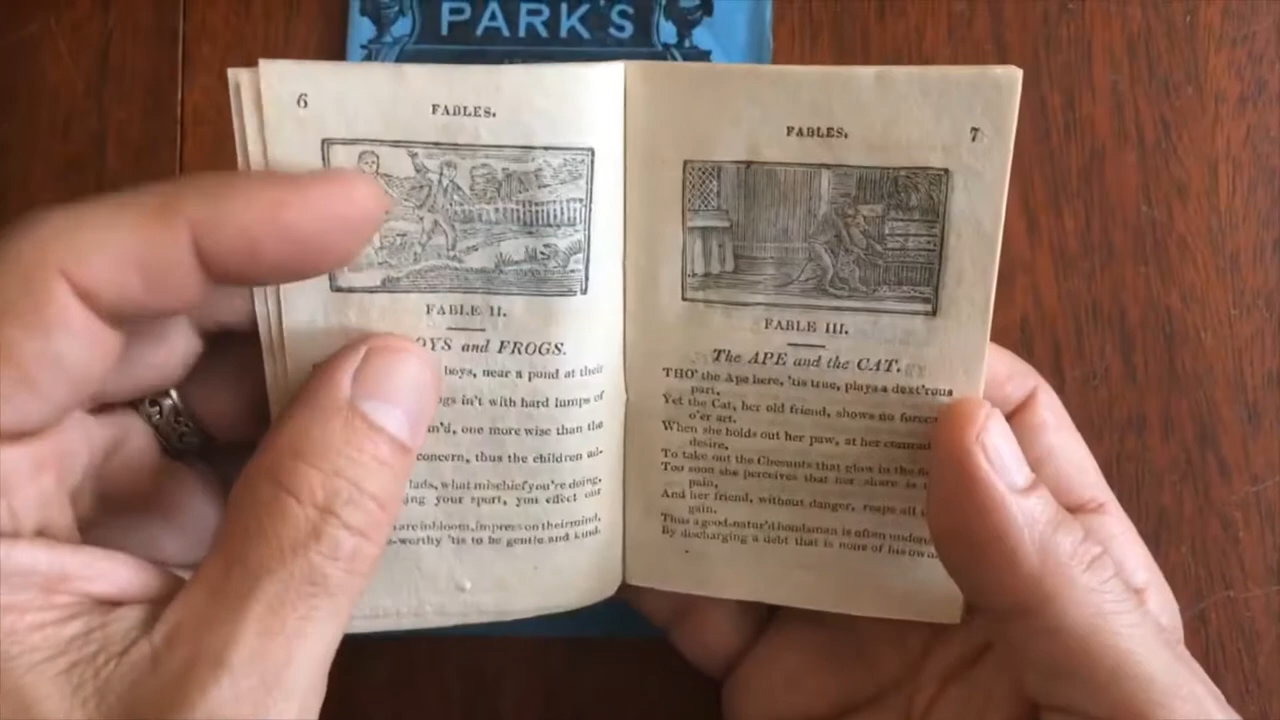 PARK'S
6
FABLES.
FABLE II.
OYS and FROGS.
boys, near a pond at their
ogs in't with hard lumps of
m'd, one more wise than the
concern, thus the children ad-
lads, what mischief you're doing,
ing your sport, you effect our
are in bloom, impress on their mind,
-worthy 'tis to be gentle and kind.
FABLES.
7
FABLE III.
The APE and the CAT.
THO' the Ape here, 'tis true, plays a dext'rous
part,
Yet the Cat, her old friend, shows no force
o'er art.
When she holds out her paw, at her
desire,
To take out the Chesunts that glow in the
Too soon she perceives that her share is
pain,
And her friend, without danger, reaps all
gain.
Thus a good-natur'd bondsman is often
By discharging a debt that is none of his own.